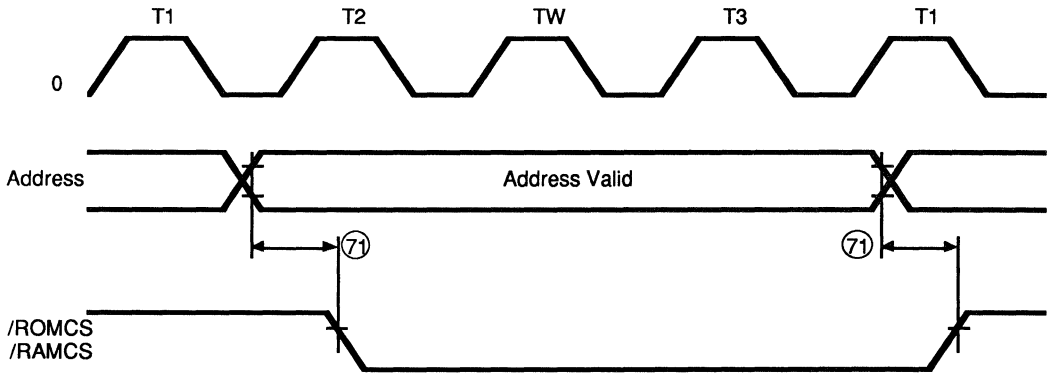 T1 T2 TW T3 T1
0
Address
Address Valid
71 71
/ROMCS
/RAMCS